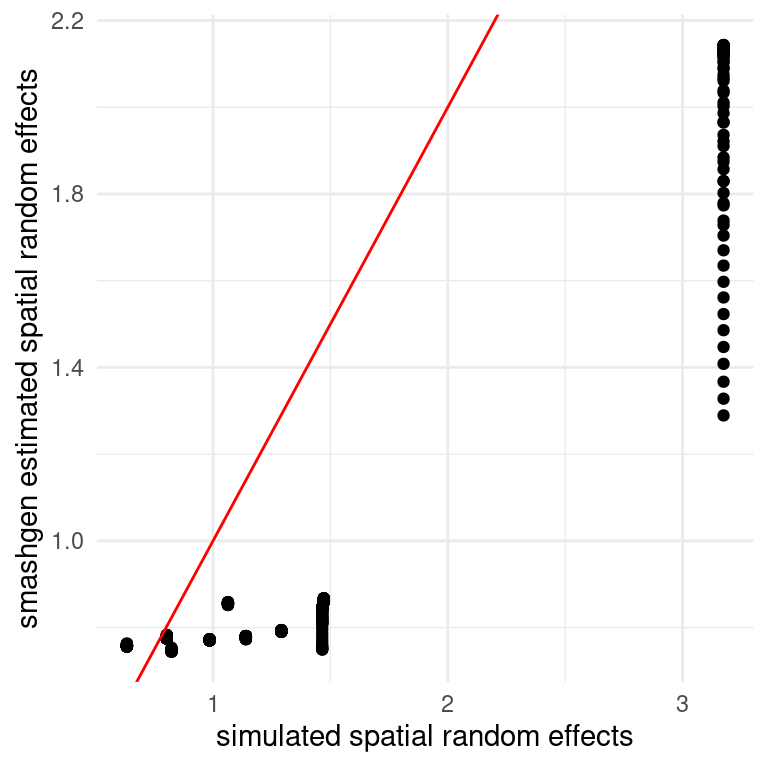 2.2
1.8
1.4
1.0
smashgen estimated spatial random effects
1 2 3
simulated spatial random effects